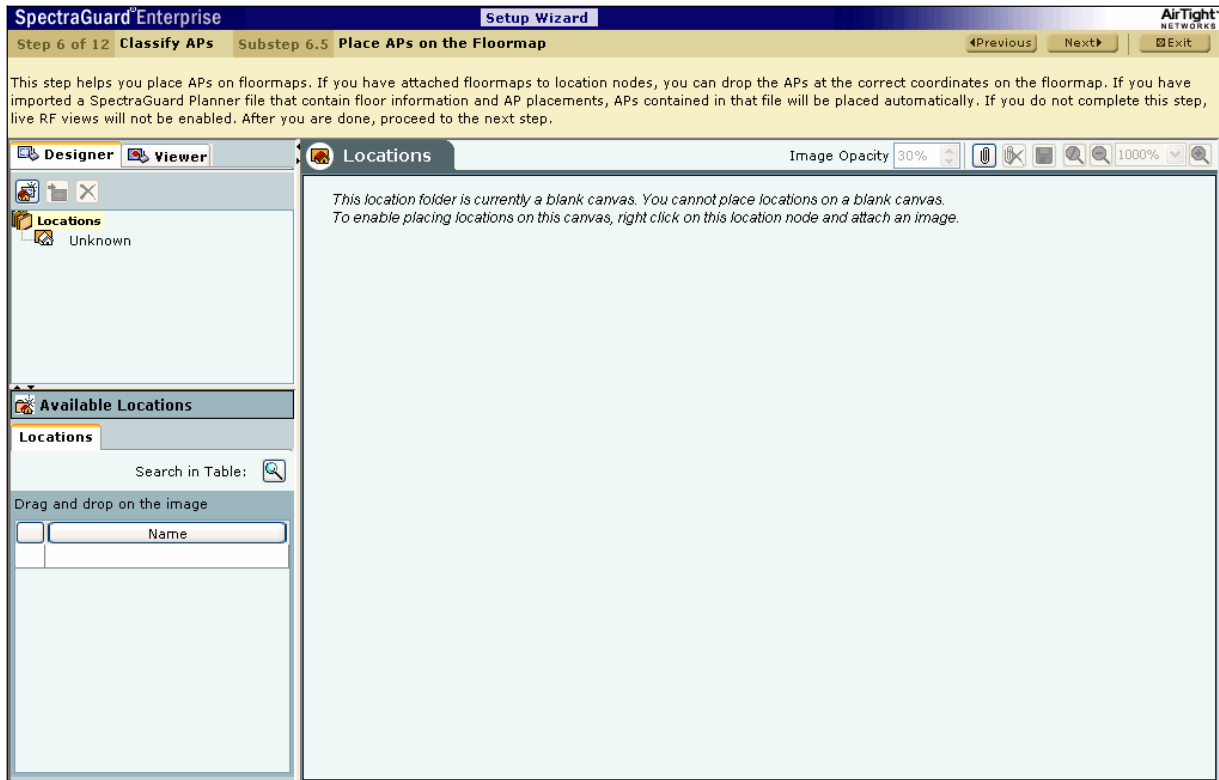 SpectraGuard Enterprise
Setup Wizard
AirTight
NETWORKS
Step 6 of 12 Classify APs Substep 6.5 Place APs on the Floormap
Previous Next Exit
This step helps you place APs on floormaps. If you have attached floormaps to location nodes, you can drop the APs at the correct coordinates on the floormap. If you have
imported a SpectraGuard Planner file that contain floor information and AP placements, APs contained in that file will be placed automatically. If you do not complete this step,
live RF views will not be enabled. After you are done, proceed to the next step.
Designer Viewer
Locations
Image Opacity 30% 1000%
Locations
Unknown
This location folder is currently a blank canvas. You cannot place locations on a blank canvas.
To enable placing locations on this canvas, right click on this location node and attach an image.
Available Locations
Locations
Search in Table:
Drag and drop on the image
Name